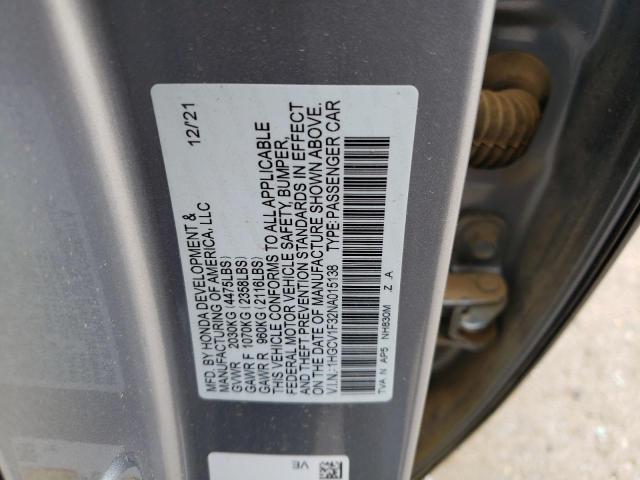 MFD. BY HONDA DEVELOPMENT & 12/'21
MANUFACTURING OF AMERICA, LLC
GVWR 2030KG(4475LBS)
GAWR F 1070KG(2358LBS)
GAWR R 960KG(2116LBS)
THIS VEHICLE CONFORMS TO ALL APPLICABLE
FEDERAL MOTOR VEHICLE SAFETY, BUMPER,
AND THEFT PREVENTION STANDARDS IN EFFECT
ON THE DATE OF MANUFACTURE SHOWN ABOVE.
V.I.N.: 1HGCV1F32NA015138 TYPE: PASSENGER CAR
TVA N AP5 NH830M Z A
VE